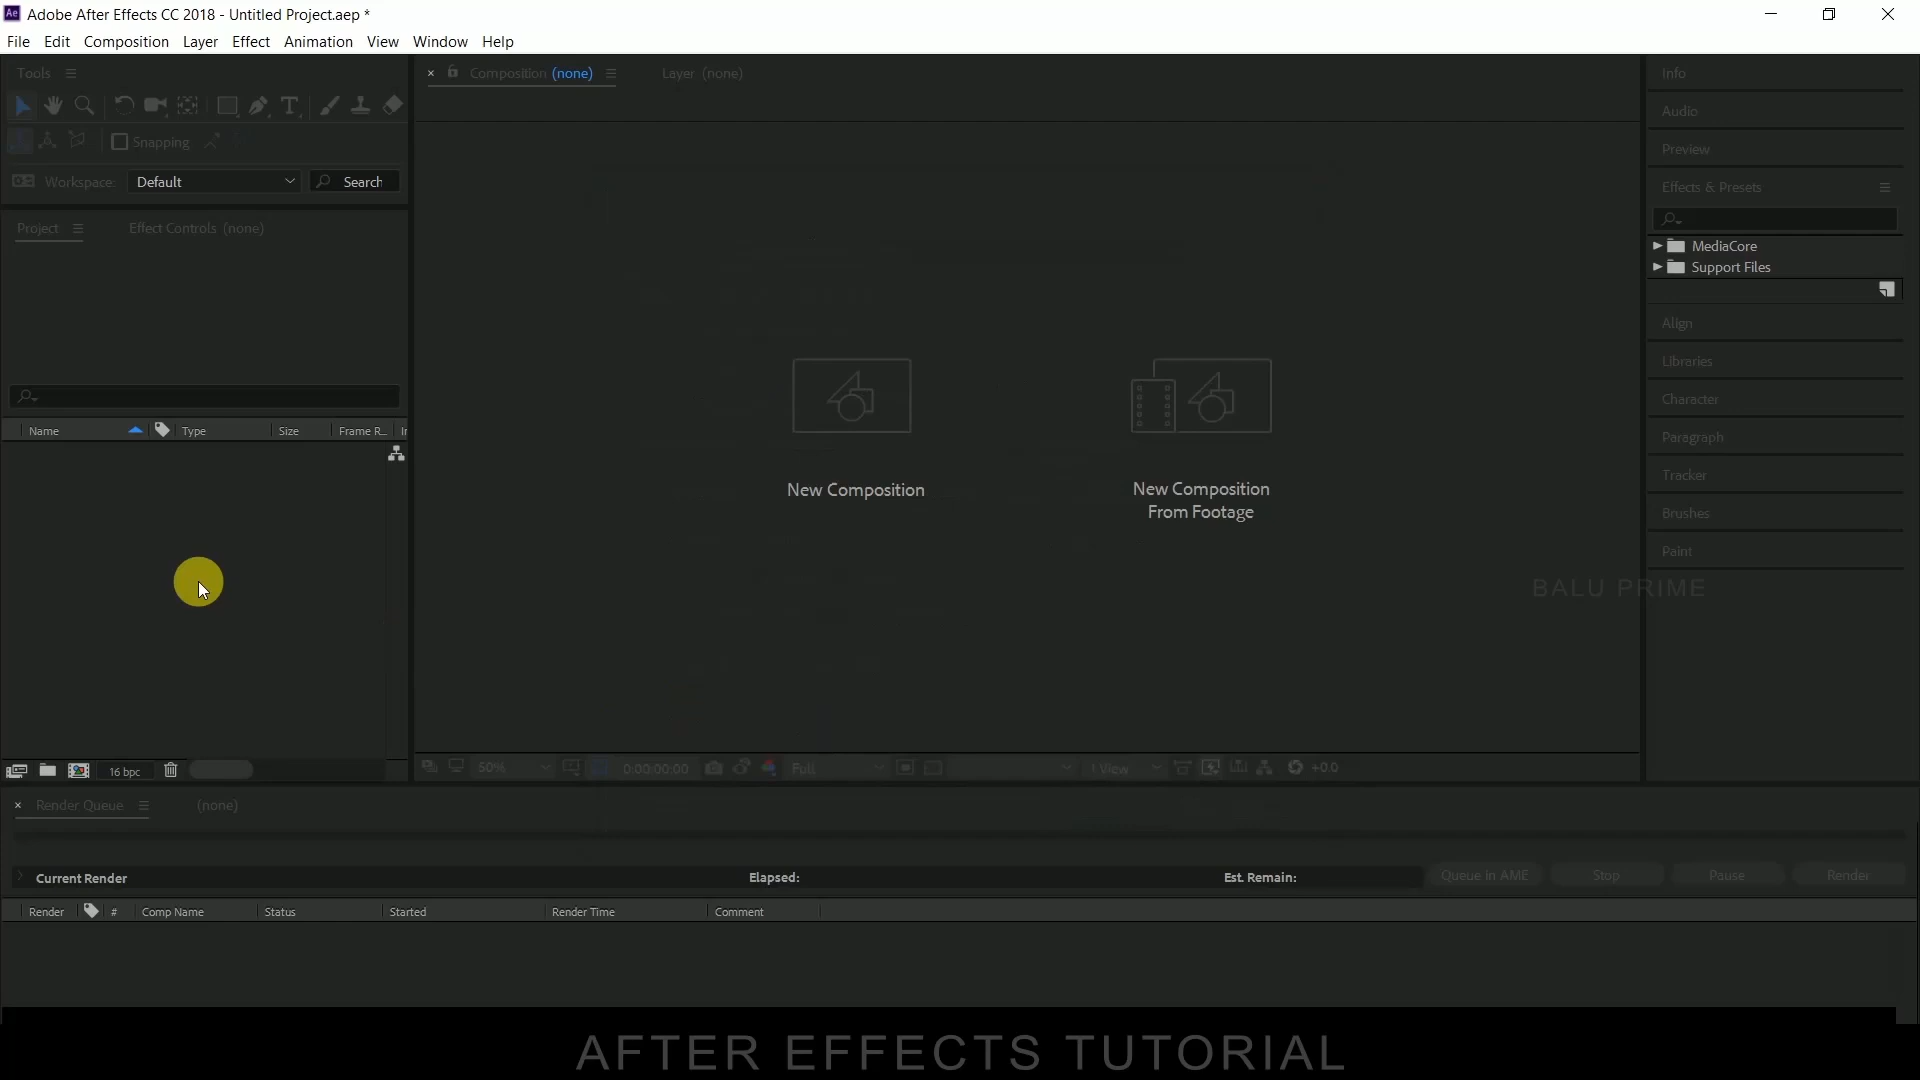 Ae Adobe After Effects CC 2018 - Untitled Project.aep *
File Edit Composition Layer Effect Animation View Window Help
Tools
Snapping
Workspace: Default Search
Project Effect Controls (none)
Name Type Size Frame R...
16 bpc
Composition (none) Layer (none)
New Composition
New Composition
From Footage
50% 0:00:00:00 Full 1 View +0.0
Info
Audio
Preview
Effects & Presets
MediaCore
Support Files
Align
Libraries
Character
Paragraph
Tracker
Brushes
Paint
BALU PRIME
Render Queue (none)
Current Render Elapsed: Est. Remain: Queue in AME Stop Pause Render
Render # Comp Name Status Started Render Time Comment
AFTER EFFECTS TUTORIAL